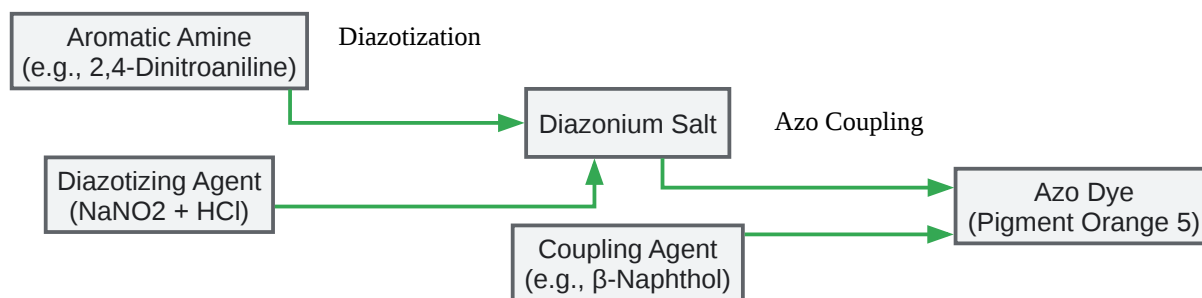 Aromatic Amine
(e.g., 2,4-Dinitroaniline)
Diazotization
Diazonium Salt
Azo Coupling
Diazotizing Agent
(NaNO2 + HCl)
Azo Dye
(Pigment Orange 5)
Coupling Agent
(e.g., β-Naphthol)